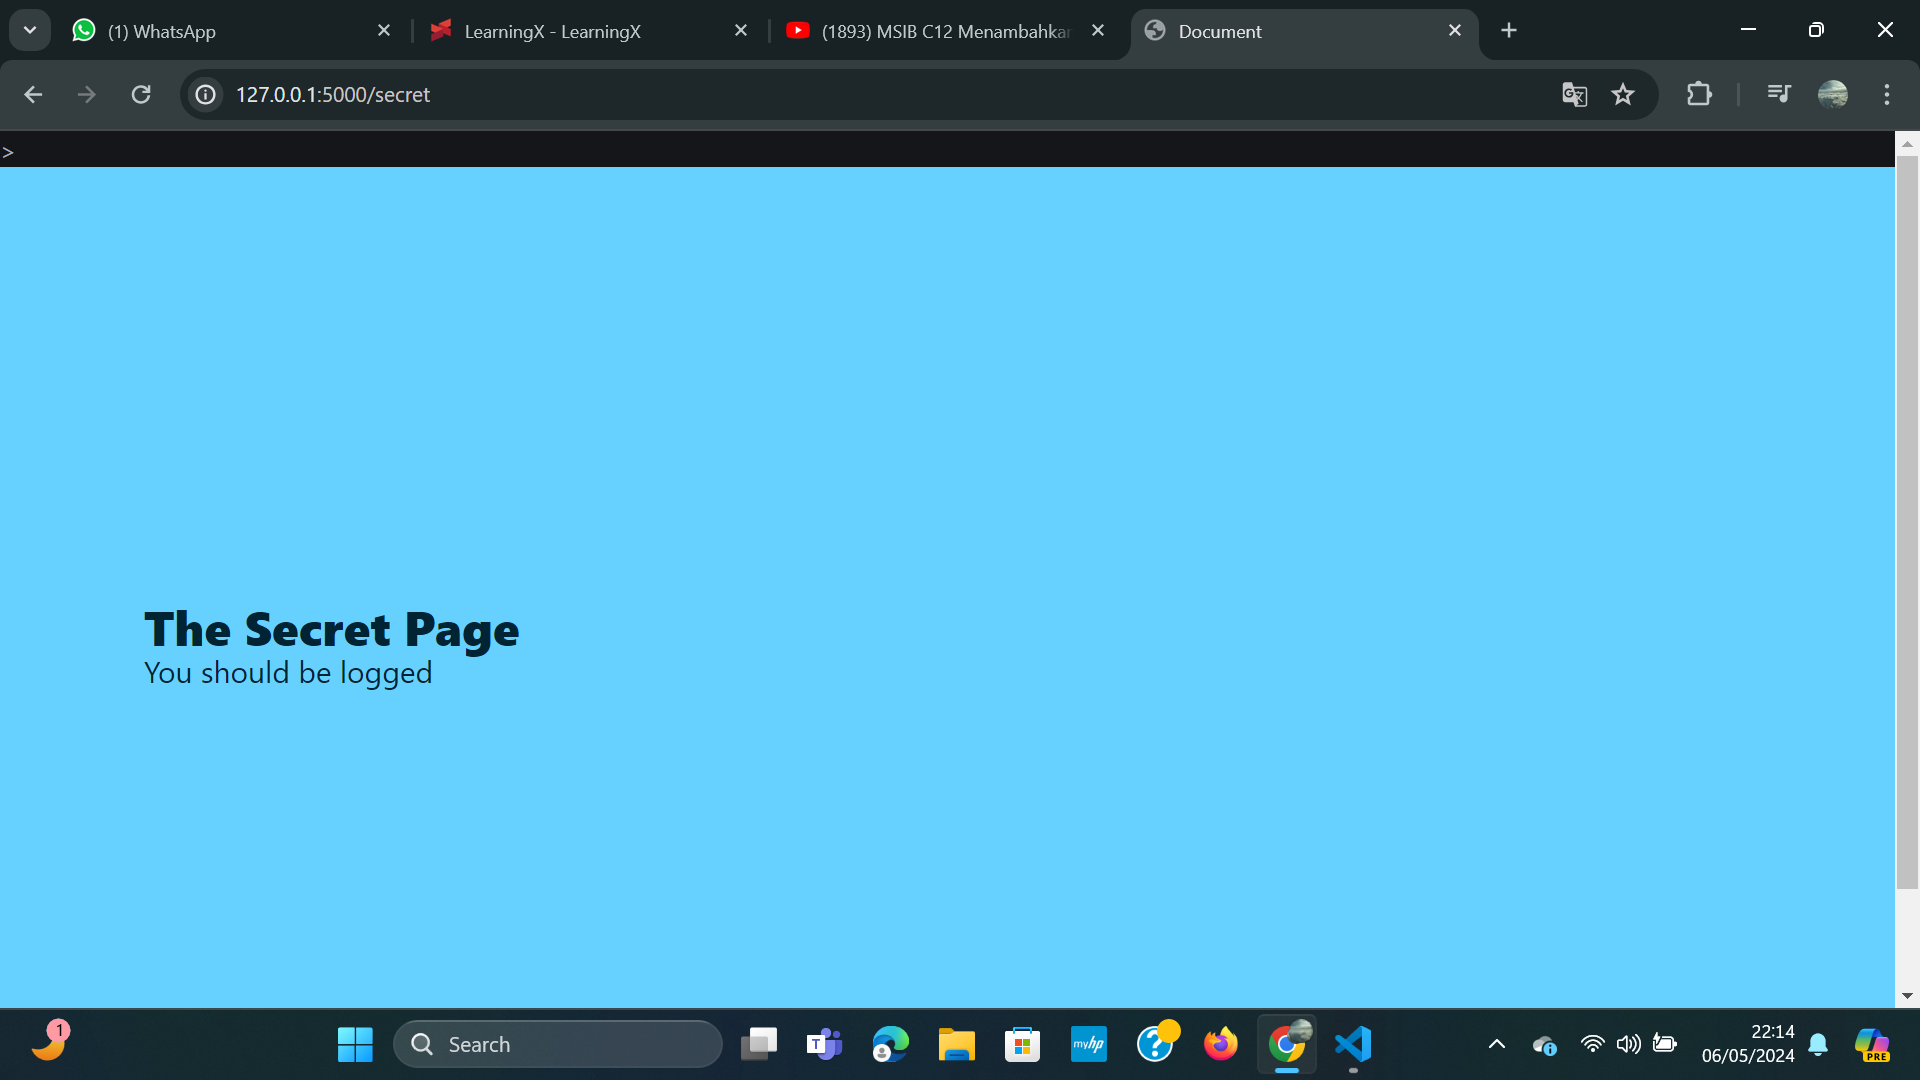 (1) WhatsApp
LearningX - LearningX
(1893) MSIB C12 Menambahkan
Document
127.0.0.1:5000/secret
>
The Secret Page
You should be logged
1
Search
T
myhp
?
22:14
06/05/2024
PRE